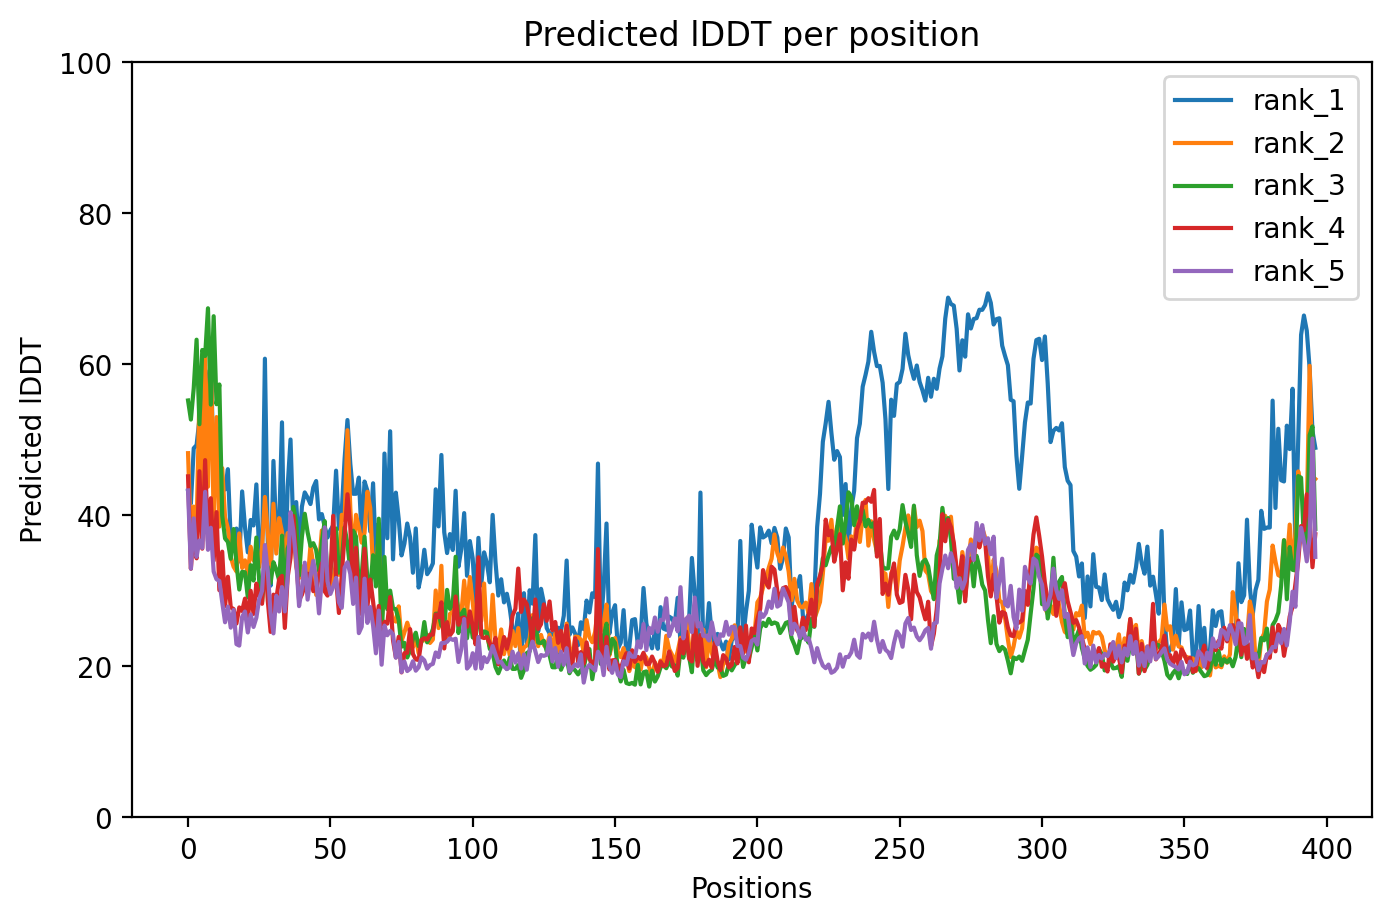 Predicted lDDT per position
100
80
60
40
20
0
Predicted lDDT
rank_1
rank_2
rank_3
rank_4
rank_5
0 50 100 150 200 250 300 350 400
Positions